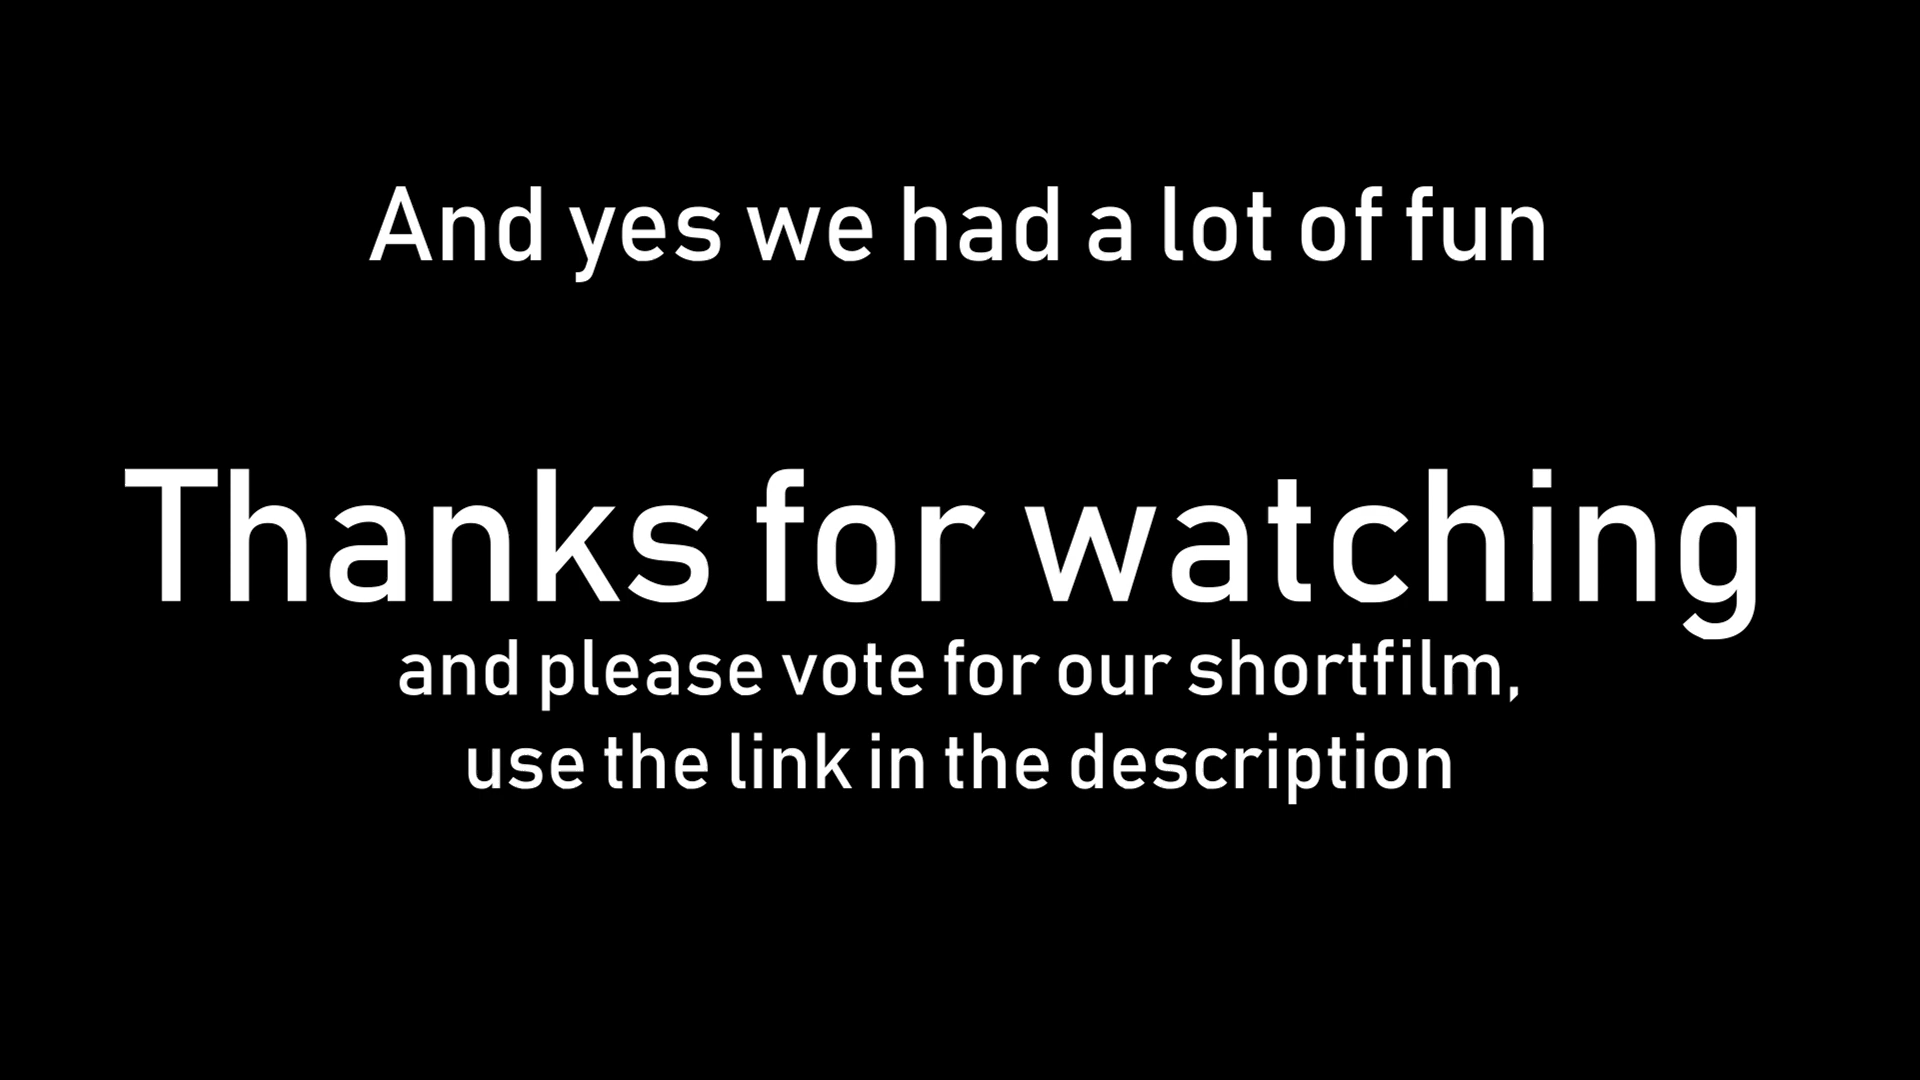 And yes we had a lot of fun
Thanks for watching
and please vote for our shortfilm,
use the link in the description